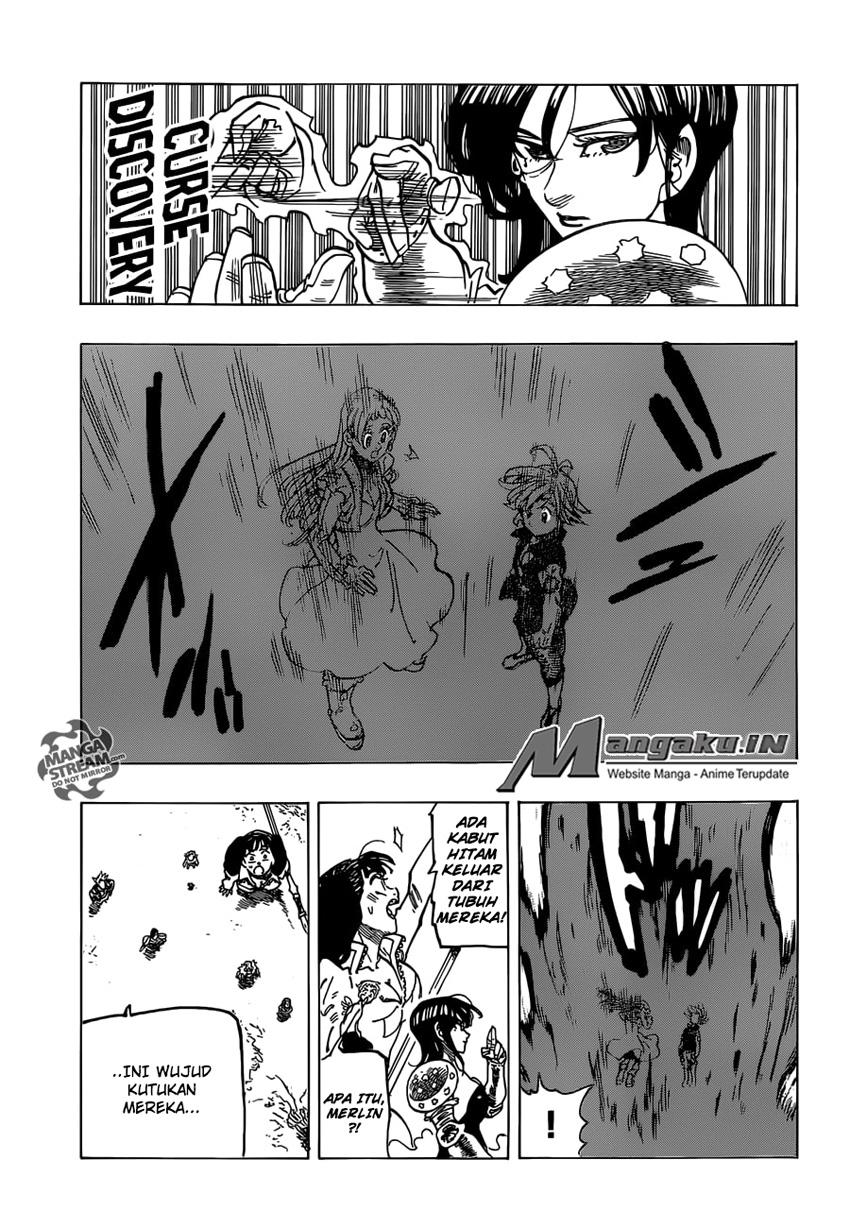 CURSE
DISCOVERY
MANGA
STREAM.com
DO NOT MIRROR
Mangaku.iN
Website Manga - Anime Terupdate
!
ADA
KABUT
HITAM
KELUAR
DARI
TUBUH
MEREKA!
APA ITU,
MERLIN
?!
..INI WUJUD
KUTUKAN
MEREKA...